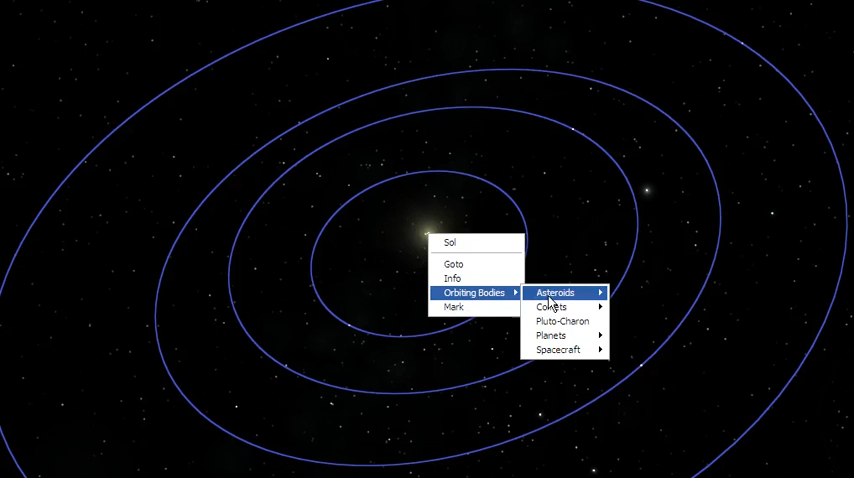 Sol
Goto
Info
Orbiting Bodies
Mark
Asteroids
Comets
Pluto-Charon
Planets
Spacecraft